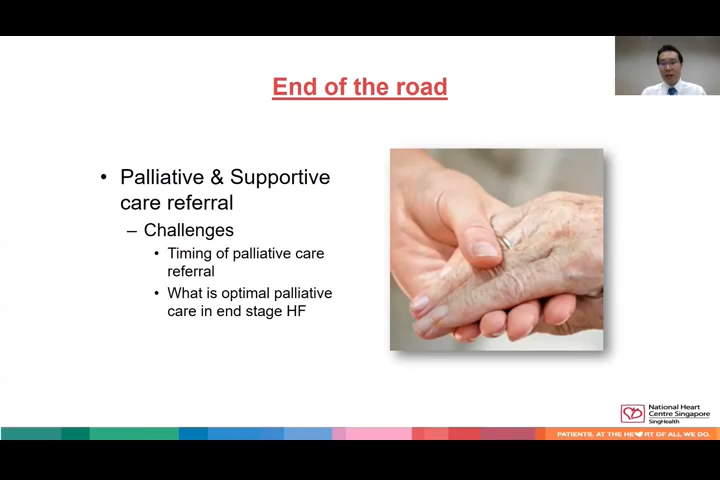 End of the road
• Palliative & Supportive
care referral
– Challenges
• Timing of palliative care
referral
• What is optimal palliative
care in end stage HF
National Heart
Centre Singapore
SingHealth
PATIENTS. AT THE HE RT OF ALL WE DO.